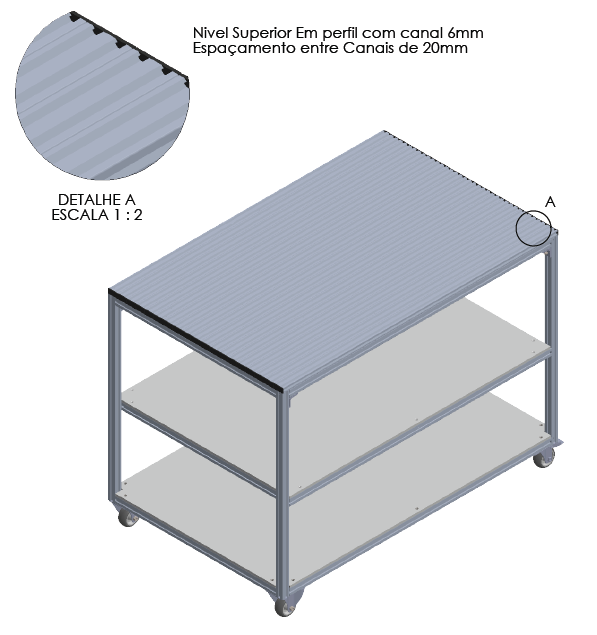 Nivel Superior Em perfil com canal 6mm
Espaçamento entre Canais de 20mm
DETALHE A
ESCALA 1 : 2
A